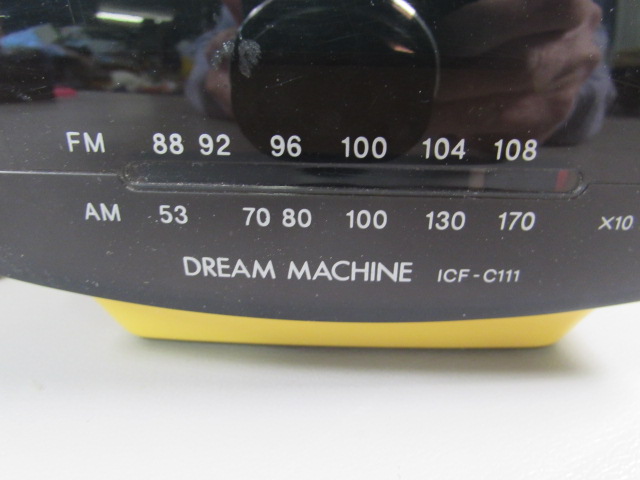 FM 88 92 96 100 104 108
AM 53 70 80 100 130 170 X10
DREAM MACHINE ICF-C111